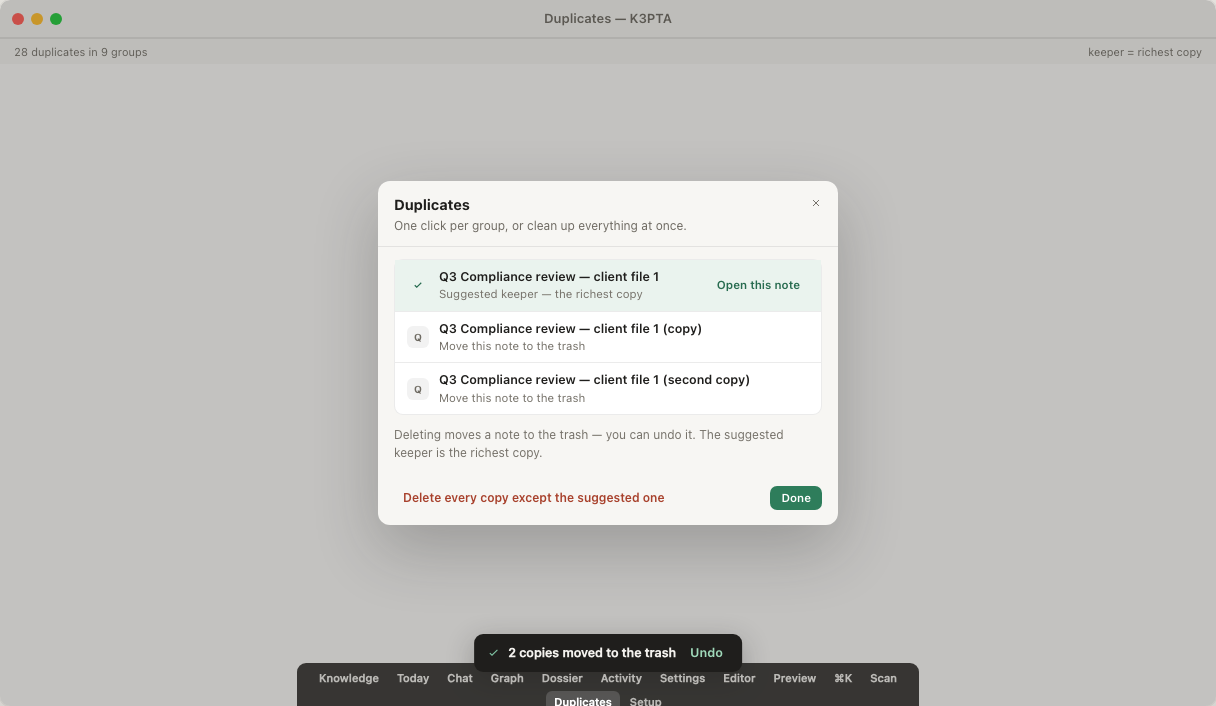 Duplicates — K3PTA
28 duplicates in 9 groups
keeper = richest copy
Duplicates
×
One click per group, or clean up everything at once.
Q3 Compliance review — client file 1
Suggested keeper — the richest copy
Open this note
Q
Q3 Compliance review — client file 1 (copy)
Move this note to the trash
Q
Q3 Compliance review — client file 1 (second copy)
Move this note to the trash
Deleting moves a note to the trash — you can undo it. The suggested
keeper is the richest copy.
Delete every copy except the suggested one
Done
2 copies moved to the trash Undo
Knowledge Today Chat Graph Dossier Activity Settings Editor Preview ⌘K Scan
Duplicates Setup